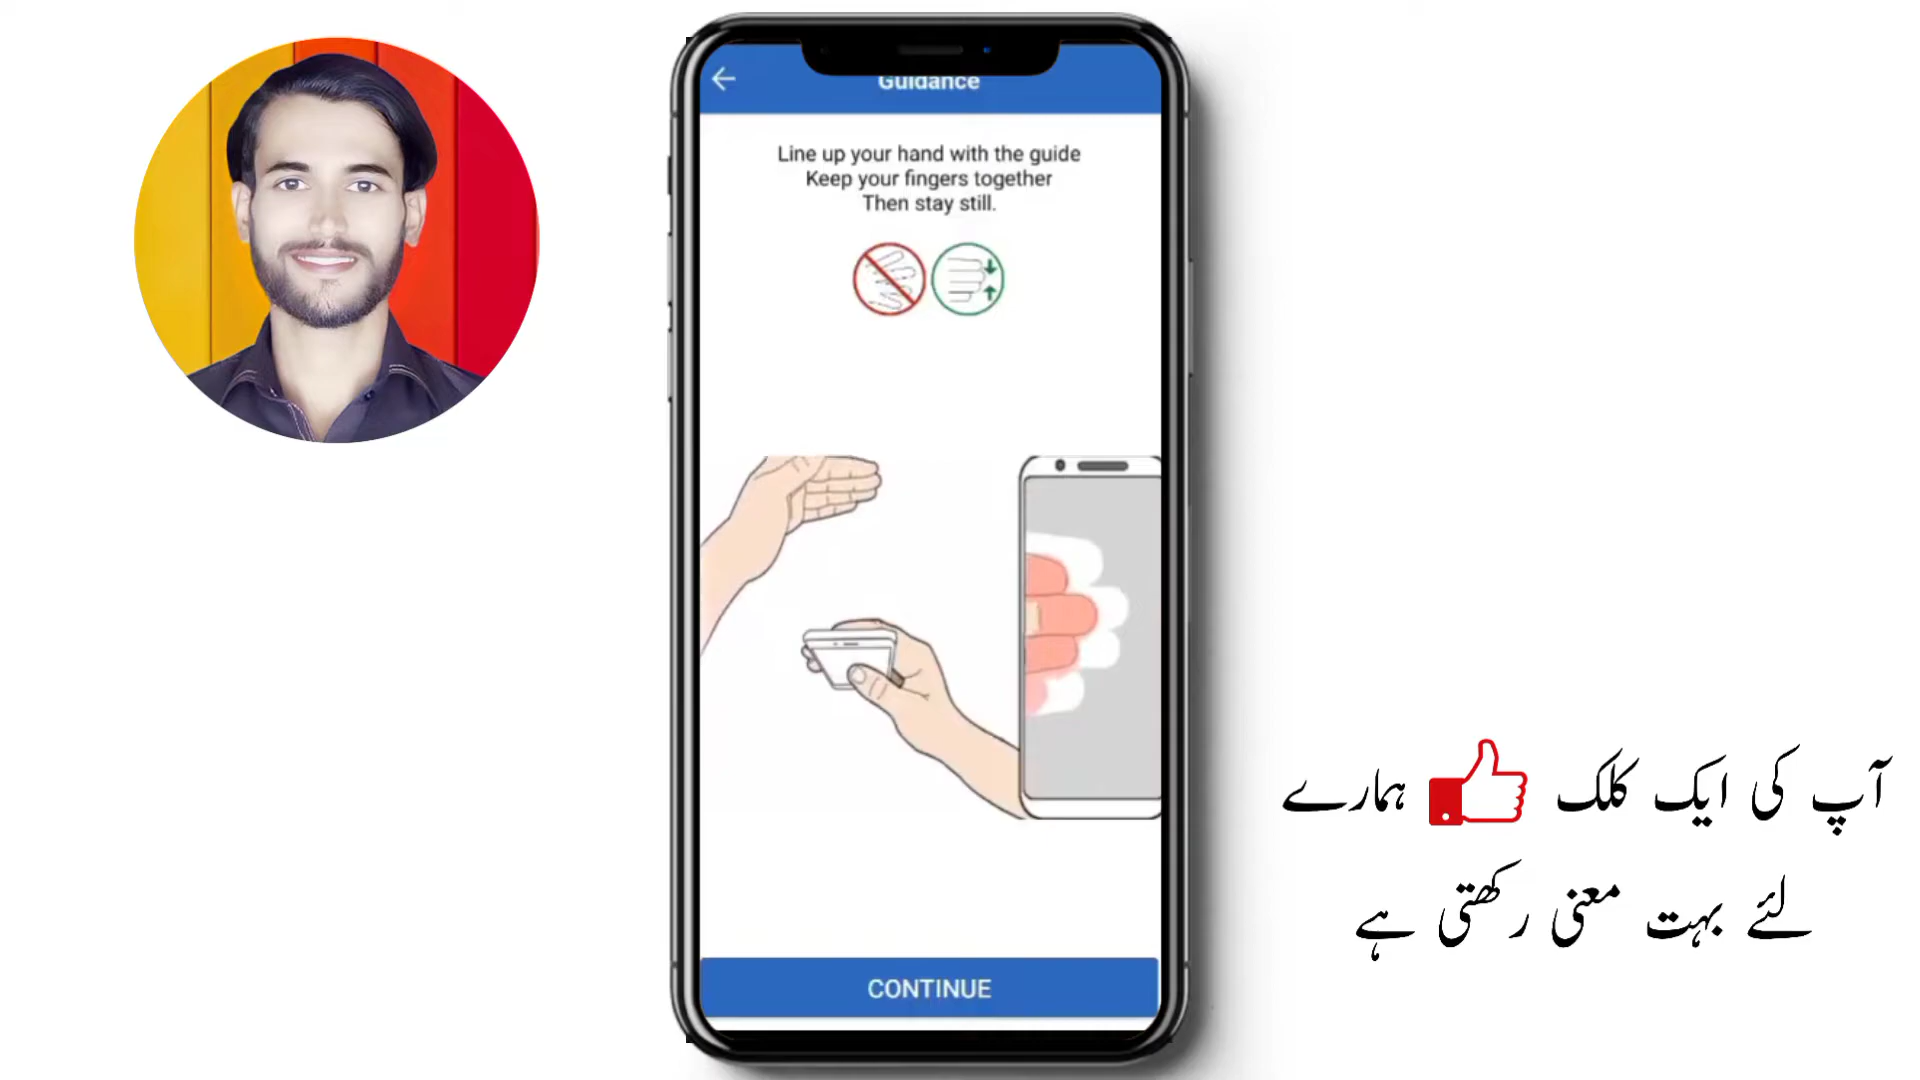 Guidance
Line up your hand with the guide
Keep your fingers together
Then stay still.
CONTINUE
آپ کی ایک کلک ہمارے
لئے بہت معنی رکھتی ہے